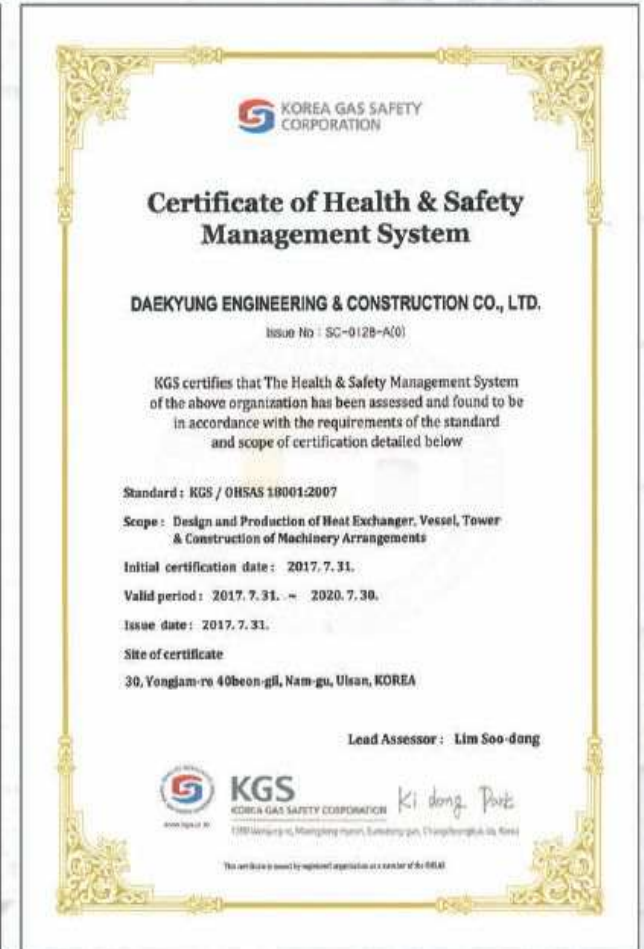 KOREA GAS SAFETY
CORPORATION
Certificate of Health & Safety
Management System
DAEKYUNG ENGINEERING & CONSTRUCTION CO., LTD.
Issue No : SC-0128-A(0)
KGS certifies that The Health & Safety Management System
of the above organization has been assessed and found to be
in accordance with the requirements of the standard
and scope of certification detailed below
Standard : KGS / OHSAS 18001:2007
Scope : Design and Production of Heat Exchanger, Vessel, Tower
& Construction of Machinery Arrangements
Initial certification date : 2017. 7. 31.
Valid period : 2017. 7. 31. ~ 2020. 7. 30.
Issue date : 2017. 7. 31.
Site of certificate
30, Yongjam-ro 40beon-gil, Nam-gu, Ulsan, KOREA
Lead Assessor : Lim Soo-dong
KGS
KOREA GAS SAFETY CORPORATION
Ki dong Park